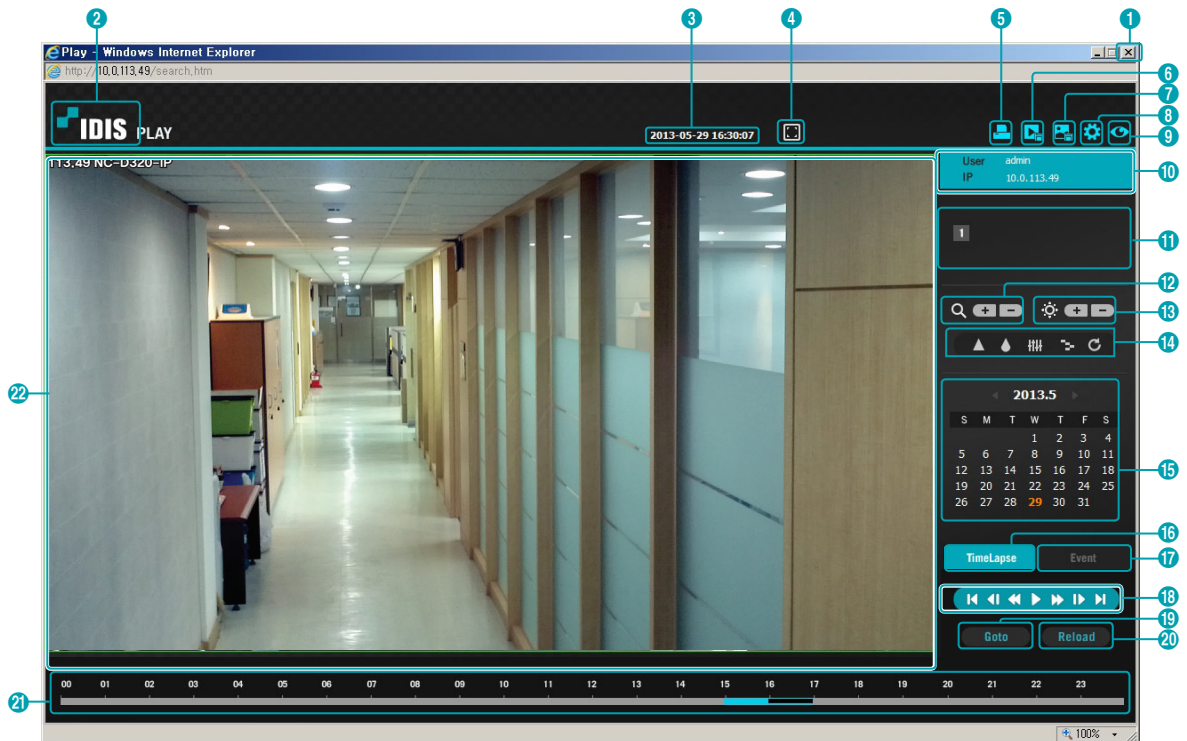 2
3
4
5
1
Play - Windows Internet Explorer
http://10,0,113,49/search,htm
6
7
8
9
IDIS PLAY
2013-05-29 16:30:07
113,49 NC-D320-IP
User admin
IP 10.0.113.49
10
1
11
12
13
14
22
2013.5
S M T W T F S
1 2 3 4
5 6 7 8 9 10 11
12 13 14 15 16 17 18
19 20 21 22 23 24 25
26 27 28 29 30 31
15
16
TimeLapse Event
17
18
19
Goto Reload
20
00 01 02 03 04 05 06 07 08 09 10 11 12 13 14 15 16 17 18 19 20 21 22 23
21
100%